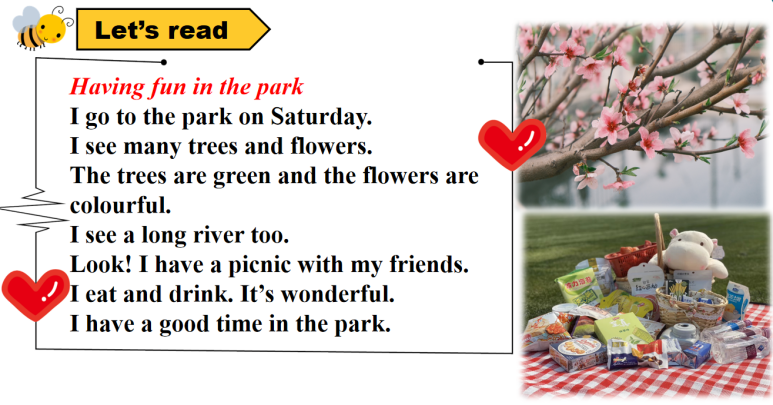 Let's read
Having fun in the park
I go to the park on Saturday.
I see many trees and flowers.
The trees are green and the flowers are
colourful.
I see a long river too.
Look! I have a picnic with my friends.
I eat and drink. It's wonderful.
I have a good time in the park.